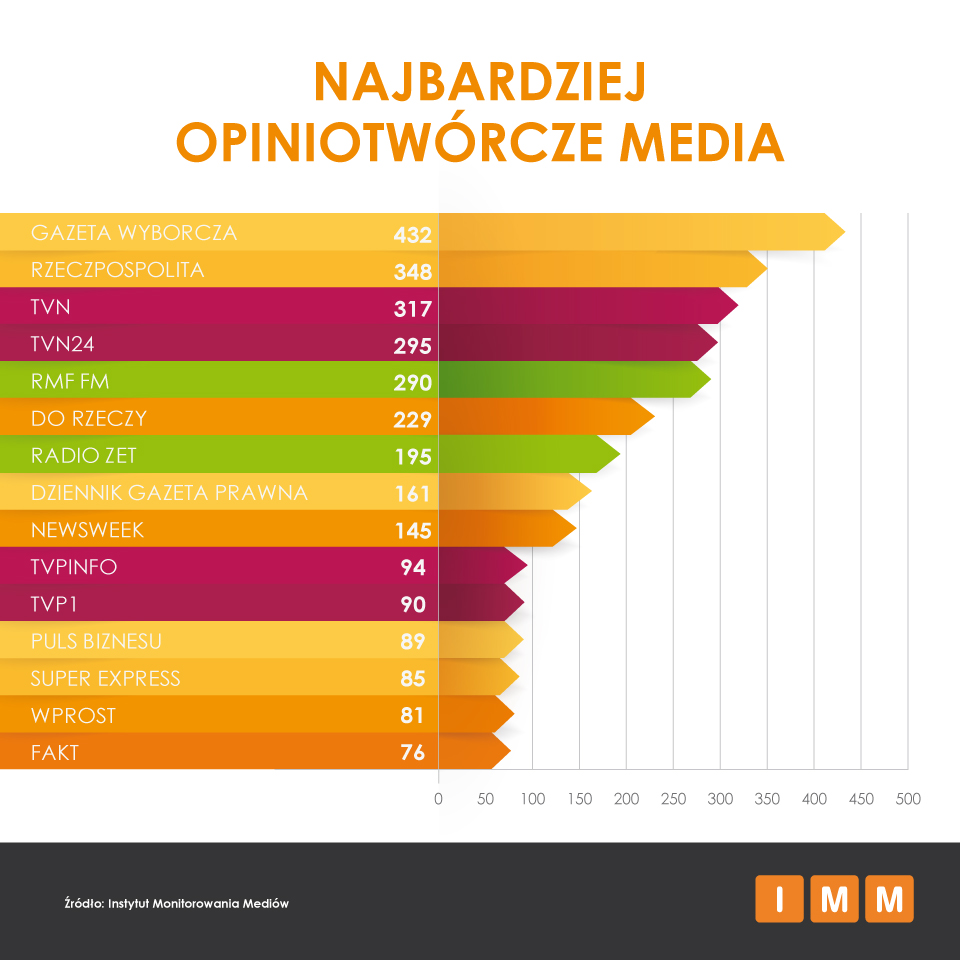 NAJBARDZIEJ
OPINIOTWÓRCZE MEDIA
GAZETA WYBORCZA 432
RZECZPOSPOLITA 348
TVN 317
TVN24 295
RMF FM 290
DO RZECZY 229
RADIO ZET 195
DZIENNIK GAZETA PRAWNA 161
NEWSWEEK 145
TVPINFO 94
TVP1 90
PULS BIZNESU 89
SUPER EXPRESS 85
WPROST 81
FAKT 76
0 50 100 150 200 250 300 350 400 450 500
Źródło: Instytut Monitorowania Mediów
IMM